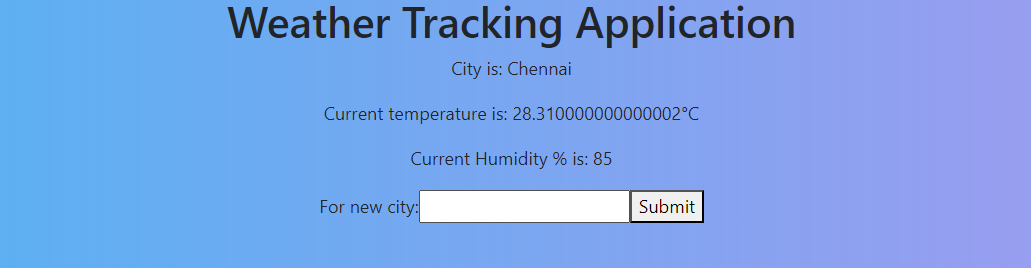 Weather Tracking Application
City is: Chennai
Current temperature is: 28.310000000000002°C
Current Humidity % is: 85
For new city: Submit